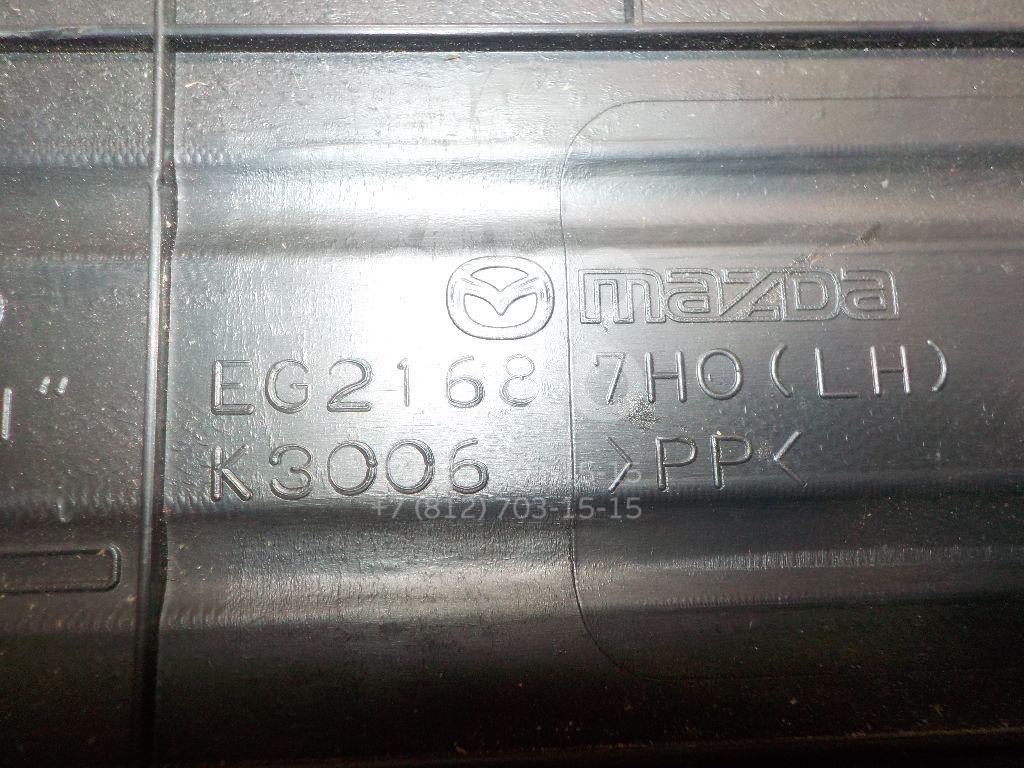 mazda
EG2168 7H0(LH)
K3006 >PP<
+7 (812) 703-15-15